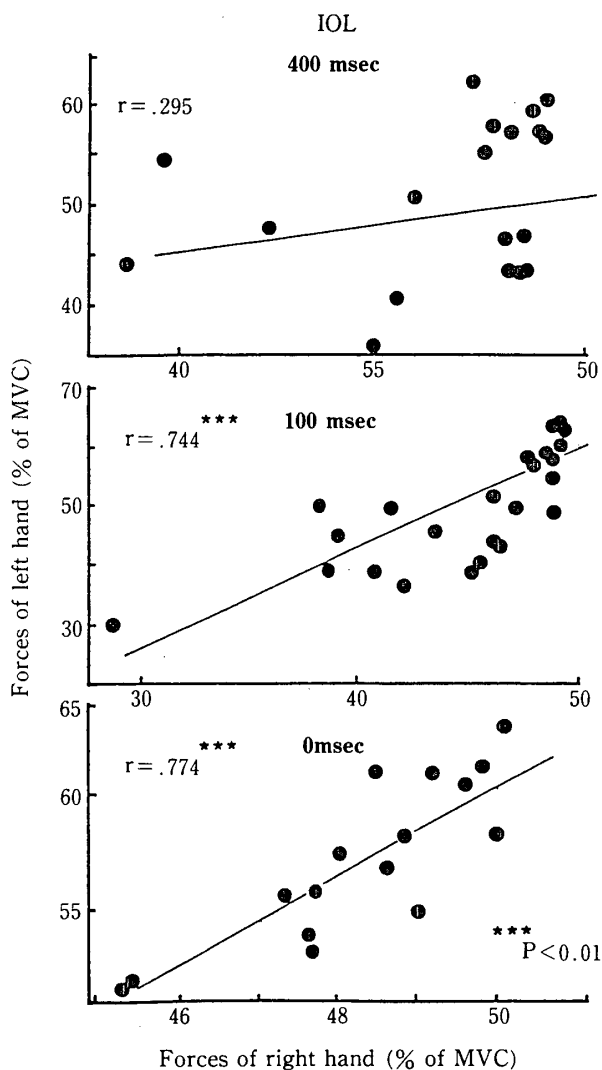 IOL
400 msec
r = .295
60
50
40
40 55 50
100 msec
r = .744 ***
70
50
30
30 40 50
0msec
r = .774 ***
65
60
55
***
P<0.01
46 48 50
Forces of left hand (% of MVC)
Forces of right hand (% of MVC)